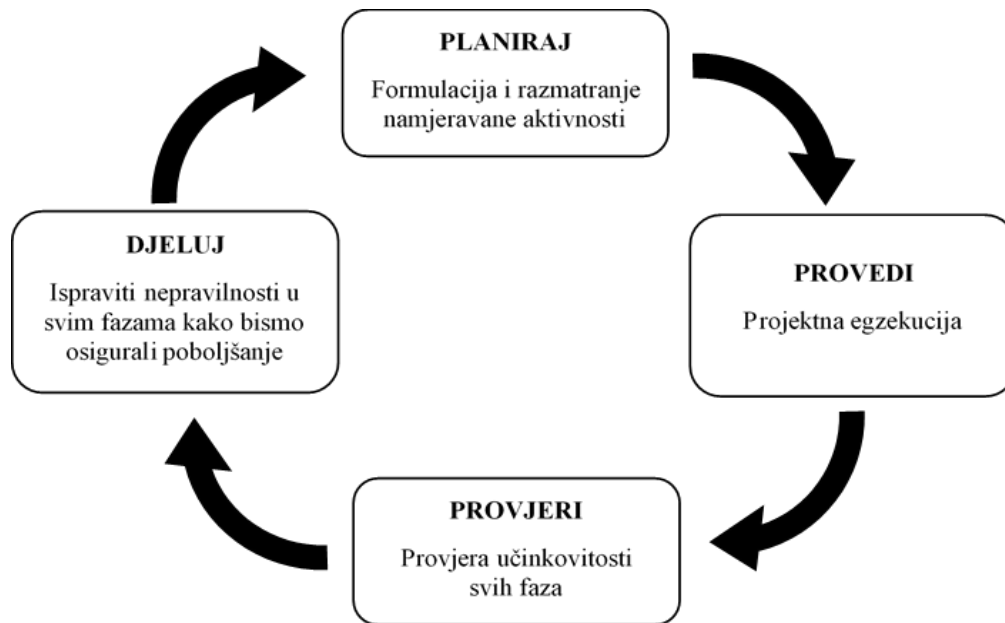 PLANIRAJ
Formulacija i razmatranje
namjeravane aktivnosti
PROVEDI
Projektna egzekucija
PROVJERI
Provjera učinkovitosti
svih faza
DJELUJ
Ispraviti nepravilnosti u
svim fazama kako bismo
osigurali poboljšanje